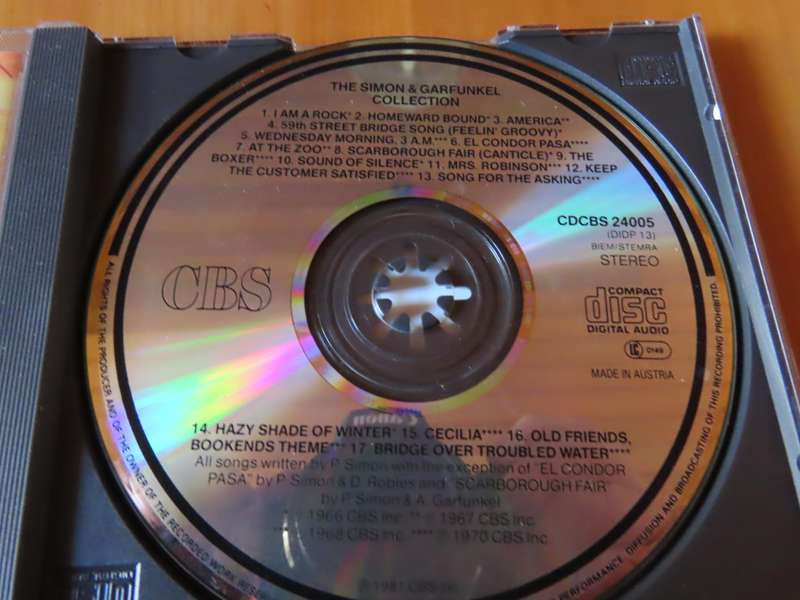 THE SIMON & GARFUNKEL
COLLECTION
1. I AM A ROCK* 2. HOMEWARD BOUND* 3. AMERICA**
4. 59th STREET BRIDGE SONG (FEELIN' GROOVY)*
5. WEDNESDAY MORNING, 3 A.M.*** 6. EL CONDOR PASA****
7. AT THE ZOO** 8. SCARBOROUGH FAIR (CANTICLE)* 9. THE
BOXER**** 10. SOUND OF SILENCE* 11. MRS. ROBINSON*** 12. KEEP
THE CUSTOMER SATISFIED**** 13. SONG FOR THE ASKING****
CDCBS 24005
(DIDP 13)
BIEM/STEMRA
STEREO
CBS
COMPACT
disc
DIGITAL AUDIO
LC 0149
MADE IN AUSTRIA
14. HAZY SHADE OF WINTER* 15. CECILIA**** 16. OLD FRIENDS,
BOOKENDS THEME*** 17. BRIDGE OVER TROUBLED WATER****
All songs written by P. Simon with the exception of "EL CONDOR
PASA" by P. Simon & D. Robles and "SCARBOROUGH FAIR"
by P. Simon & A. Garfunkel
* ℗ 1966 CBS Inc. ** ℗ 1967 CBS Inc.
*** ℗ 1968 CBS Inc. **** ℗ 1970 CBS Inc.
℗ 1981 CBS Inc.
ALL RIGHTS OF THE PRODUCER AND OF THE OWNER OF THE RECORDED WORK
PERFORMANCE, DIFFUSION AND BROADCASTING OF THIS RECORDING PROHIBITED.